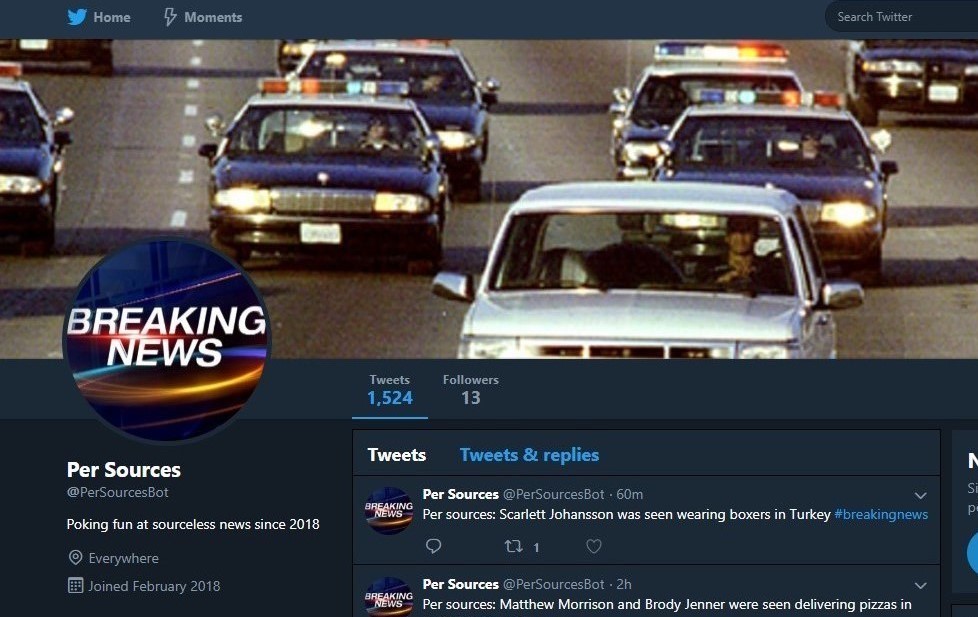 Home Moments Search Twitter
BREAKING
NEWS
Tweets Followers
1,524 13
Per Sources
@PerSourcesBot
Poking fun at sourceless news since 2018
Everywhere
Joined February 2018
Tweets Tweets & replies
BREAKING
NEWS
Per Sources @PerSourcesBot · 60m
Per sources: Scarlett Johansson was seen wearing boxers in Turkey #breakingnews
1
BREAKING
NEWS
Per Sources @PerSourcesBot · 2h
Per sources: Matthew Morrison and Brody Jenner were seen delivering pizzas in